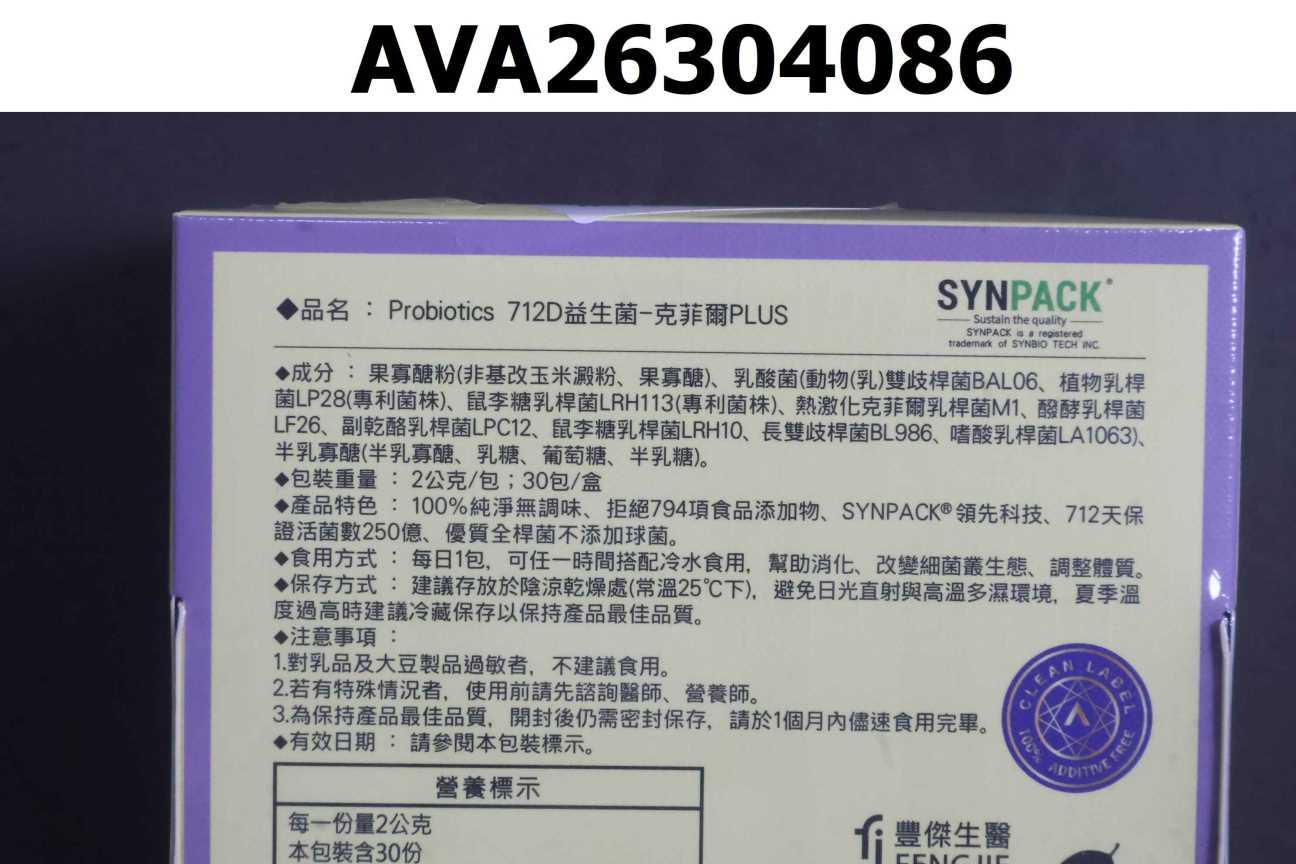 AVA26304086
◆品名：Probiotics 712D益生菌-克菲爾PLUS
SYNPACK®
Sustain the quality
SYNPACK is a registered
trademark of SYNBIO TECH INC.
◆成分：果寡醣粉(非基改玉米澱粉、果寡醣)、乳酸菌(動物(乳)雙歧桿菌BAL06、植物乳桿
菌LP28(專利菌株)、鼠李糖乳桿菌LRH113(專利菌株)、熱激化克菲爾乳桿菌M1、醱酵乳桿菌
LF26、副乾酪乳桿菌LPC12、鼠李糖乳桿菌LRH10、長雙歧桿菌BL986、嗜酸乳桿菌LA1063)、
半乳寡醣(半乳寡醣、乳糖、葡萄糖、半乳糖)。
◆包裝重量：2公克/包；30包/盒
◆產品特色：100%純淨無調味、拒絕794項食品添加物、SYNPACK®領先科技、712天保
證活菌數250億、優質全桿菌不添加球菌。
◆食用方式：每日1包，可任一時間搭配冷水食用，幫助消化、改變細菌叢生態、調整體質。
◆保存方式：建議存放於陰涼乾燥處(常溫25℃下)，避免日光直射與高溫多濕環境，夏季溫
度過高時建議冷藏保存以保持產品最佳品質。
◆注意事項：
1.對乳品及大豆製品過敏者，不建議食用。
2.若有特殊情況者，使用前請先諮詢醫師、營養師。
3.為保持產品最佳品質，開封後仍需密封保存，請於1個月內儘速食用完畢。
◆有效日期：請參閱本包裝標示。
CLEAN LABEL
100% ADDITIVE FREE
營養標示
每一份量2公克
本包裝含30份
豐傑生醫
FENG JIE